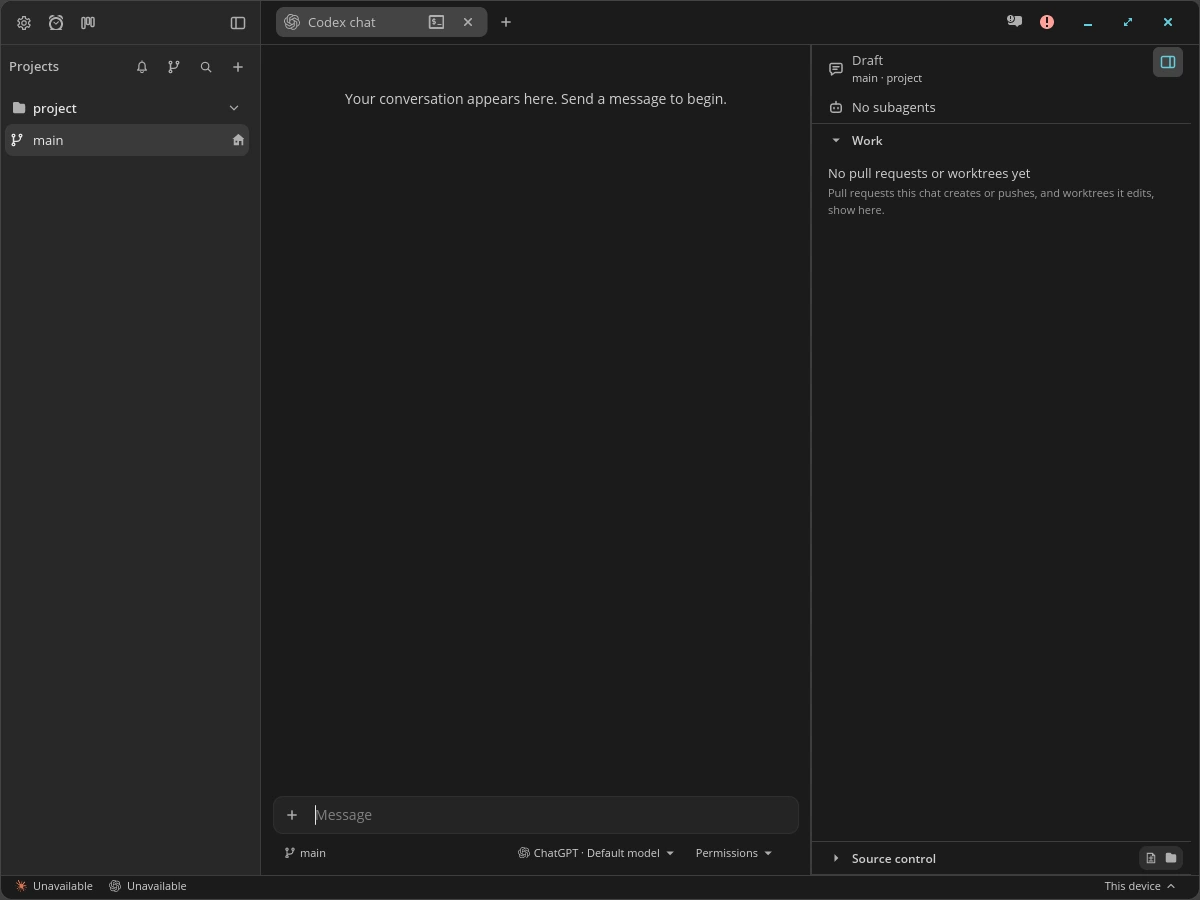 Codex chat
Projects
project
main
Your conversation appears here. Send a message to begin.
Draft
main · project
No subagents
Work
No pull requests or worktrees yet
Pull requests this chat creates or pushes, and worktrees it edits,
show here.
Message
main
ChatGPT · Default model
Permissions
Source control
Unavailable
Unavailable
This device